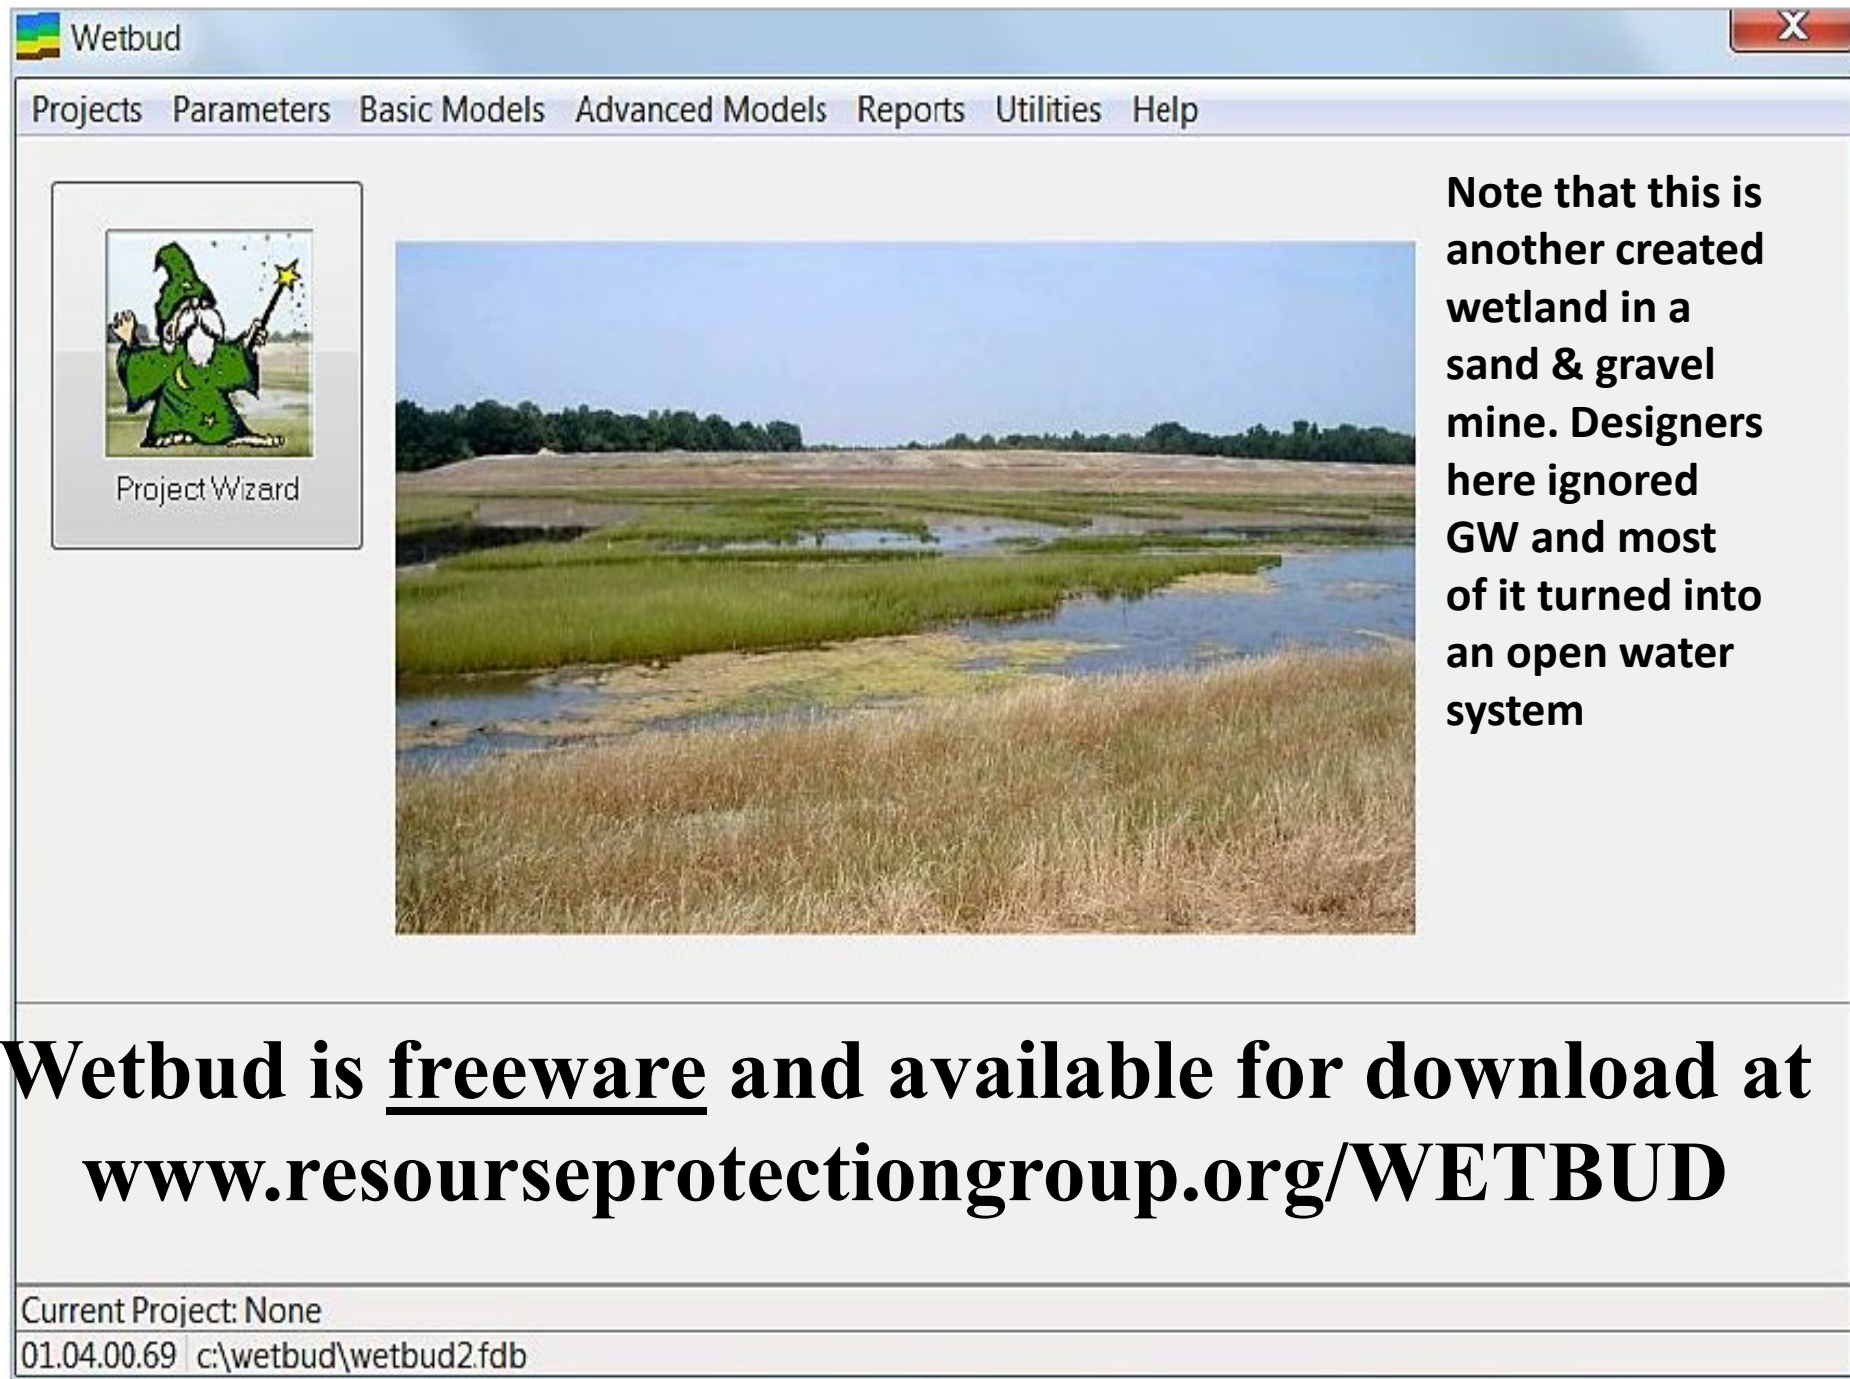 Wetbud
X
Projects Parameters Basic Models Advanced Models Reports Utilities Help
Project Wizard
Note that this is
another created
wetland in a
sand & gravel
mine. Designers
here ignored
GW and most
of it turned into
an open water
system
Wetbud is freeware and available for download at
www.resourseprotectiongroup.org/WETBUD
Current Project: None
01.04.00.69 c:\wetbud\wetbud2.fdb